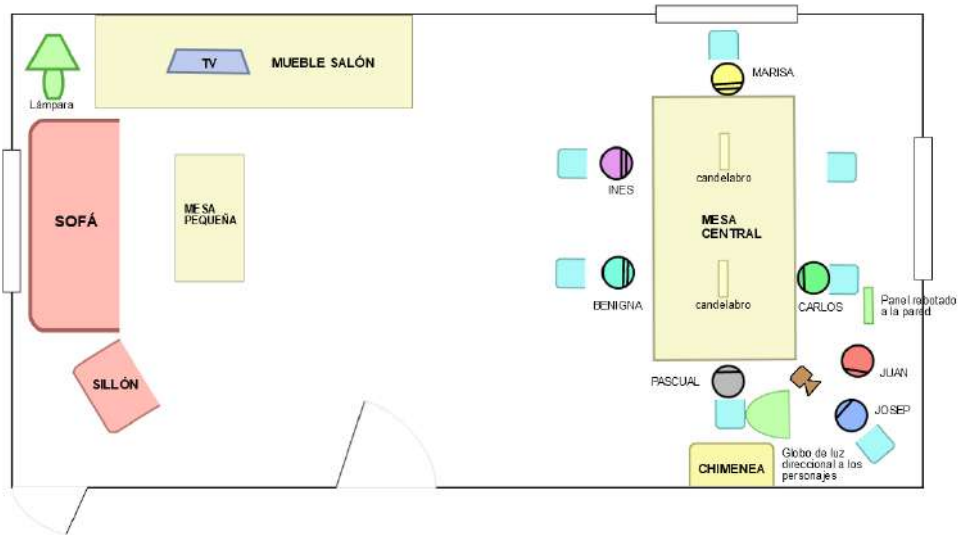 TV
MUEBLE SALÓN
Lámpara
SOFÁ
MESA
PEQUEÑA
SILLÓN
MARISA
candelabro
INES
MESA
CENTRAL
BENIGNA
candelabro
CARLOS
Panel rebotado
a la pared
PASCUAL
JUAN
JOSEP
CHIMENEA
Globo de luz
direccional a los
personajes